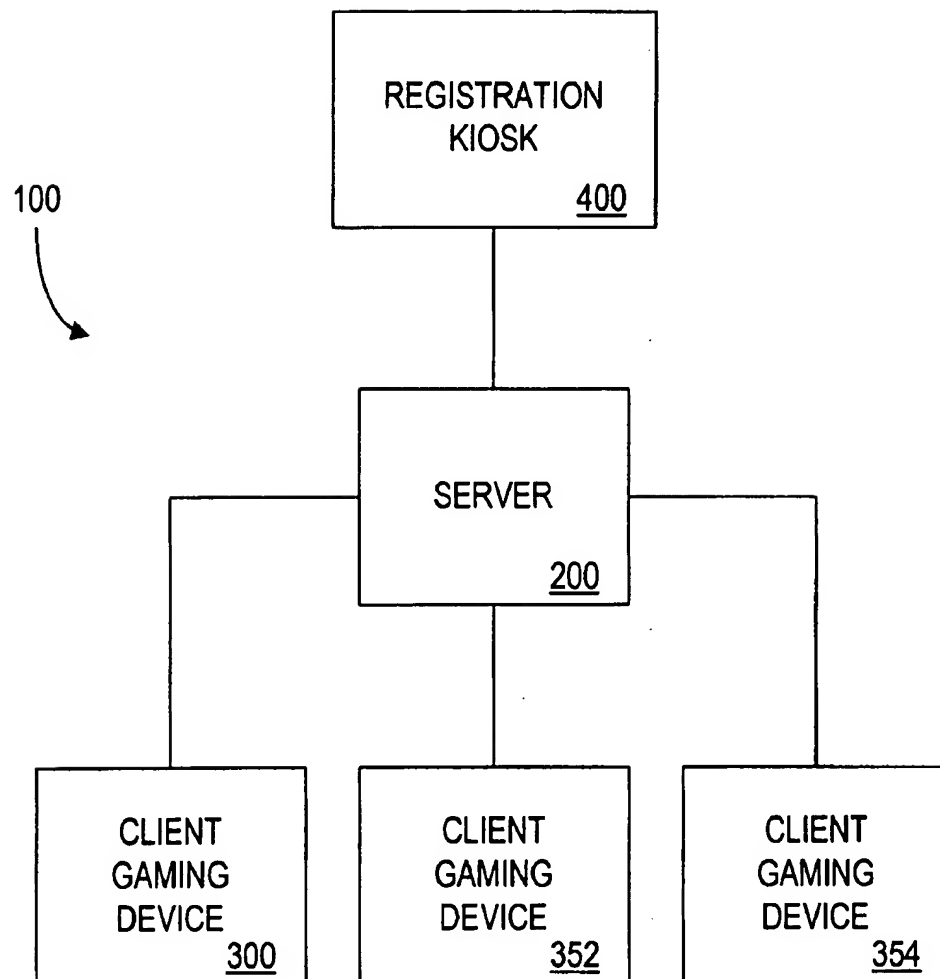 REGISTRATION
KIOSK
400
100
SERVER
200
CLIENT
GAMING
DEVICE
300
CLIENT
GAMING
DEVICE
352
CLIENT
GAMING
DEVICE
354